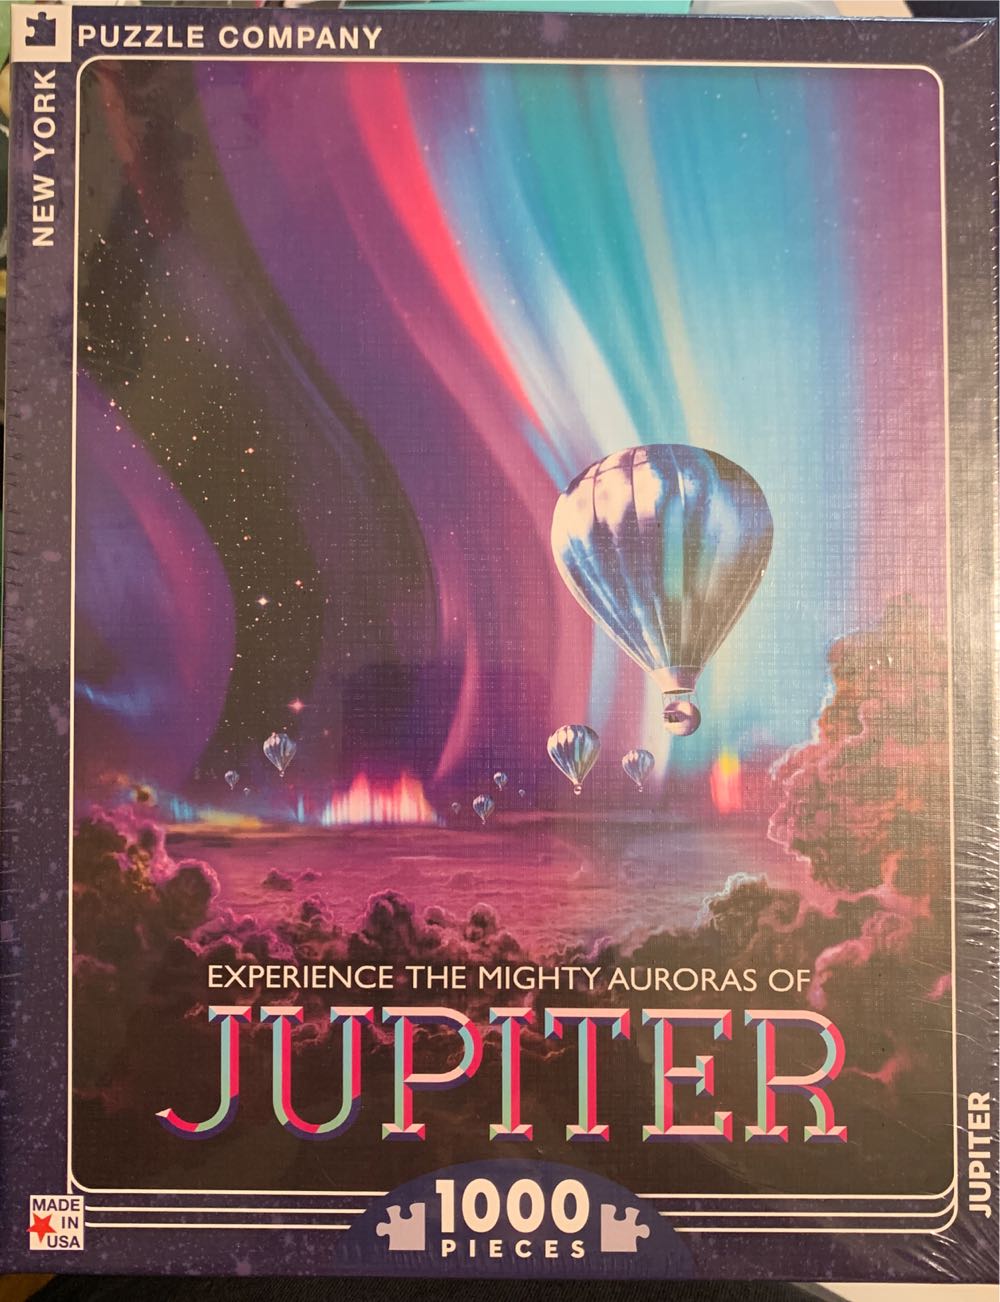 PUZZLE COMPANY
NEW YORK
EXPERIENCE THE MIGHTY AURORAS OF
JUPITER
JUPITER
MADE
IN
USA
1000
PIECES